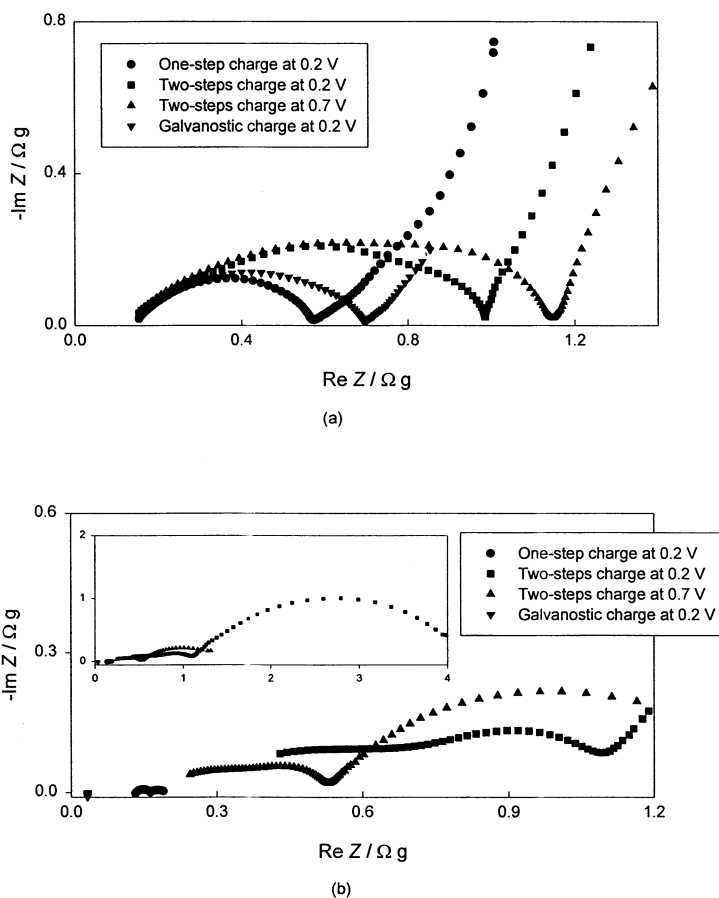 0.8
-Im Z / Ω g
● One-step charge at 0.2 V
■ Two-steps charge at 0.2 V
▲ Two-steps charge at 0.7 V
▼ Galvanostic charge at 0.2 V
0.4
0.0
0.0 0.4 0.8 1.2
Re Z / Ω g
(a)
0.6
-Im Z / Ω g
2
1
0
0 1 2 3 4
● One-step charge at 0.2 V
■ Two-steps charge at 0.2 V
▲ Two-steps charge at 0.7 V
▼ Galvanostic charge at 0.2 V
0.3
0.0
0.0 0.3 0.6 0.9 1.2
Re Z / Ω g
(b)